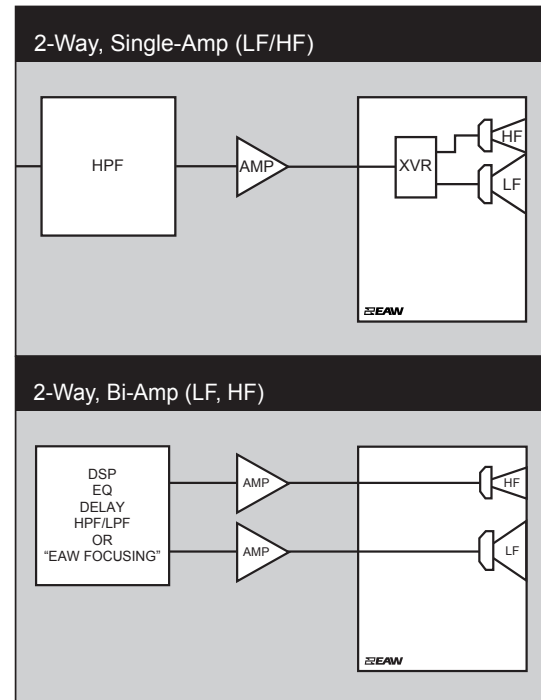 2-Way, Single-Amp (LF/HF)
HPF
AMP
XVR
HF
LF
EAW
2-Way, Bi-Amp (LF, HF)
DSP
EQ
DELAY
HPF/LPF
OR
“EAW FOCUSING”
AMP
AMP
HF
LF
EAW